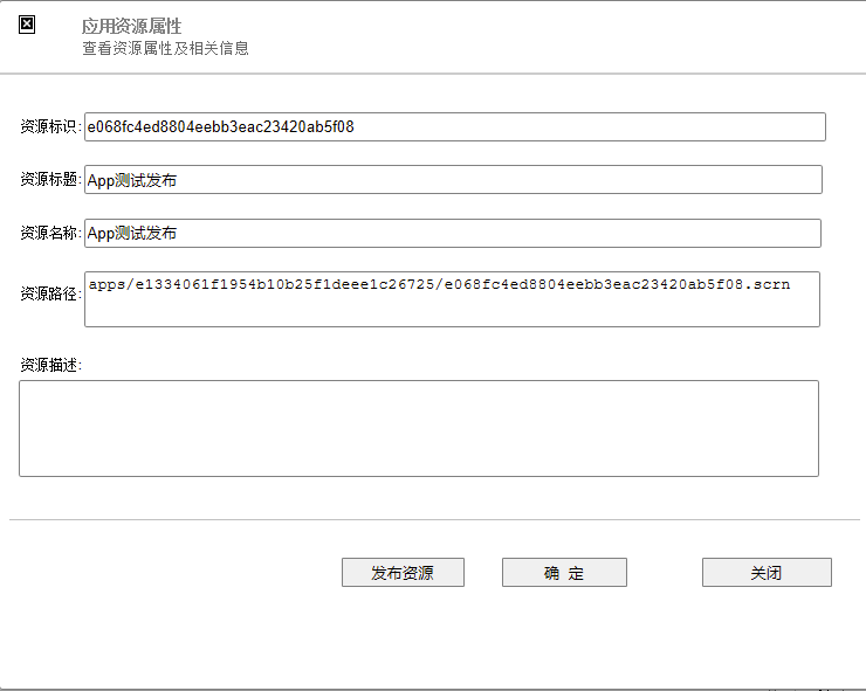 应用资源属性
查看资源属性及相关信息
资源标识: e068fc4ed8804eebb3eac23420ab5f08
资源标题: App测试发布
资源名称: App测试发布
资源路径: apps/e1334061f1954b10b25f1deee1c26725/e068fc4ed8804eebb3eac23420ab5f08.scrn
资源描述:
发布资源 确 定 关闭